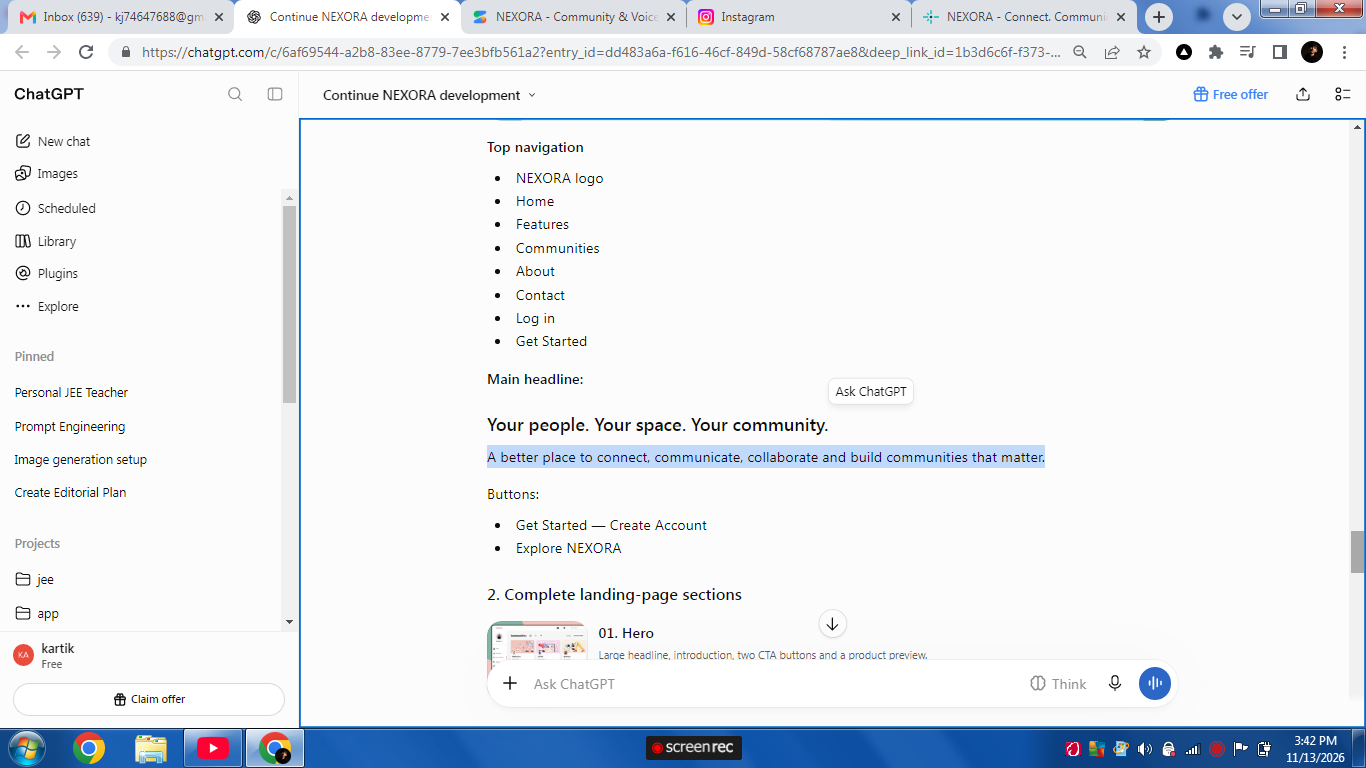 Inbox (639) - kj74647688@gm
Continue NEXORA developme
NEXORA - Community & Voice
Instagram
NEXORA - Connect. Communi
https://chatgpt.com/c/6af69544-a2b8-83ee-8779-7ee3bfb561a2?entry_id=dd483a6a-f616-46cf-849d-58cf68787ae8&deep_link_id=1b3d6c6f-f373-...
ChatGPT
Continue NEXORA development
Free offer
New chat
Images
Scheduled
Library
Plugins
Explore
Pinned
Personal JEE Teacher
Prompt Engineering
Image generation setup
Create Editorial Plan
Projects
jee
app
KA
kartik
Free
Claim offer
Top navigation
NEXORA logo
Home
Features
Communities
About
Contact
Log in
Get Started
Main headline:
Ask ChatGPT
Your people. Your space. Your community.
A better place to connect, communicate, collaborate and build communities that matter.
Buttons:
Get Started — Create Account
Explore NEXORA
2. Complete landing-page sections
01. Hero
Large headline, introduction, two CTA buttons and a product preview.
Ask ChatGPT
Think
screenrec
3:42 PM
11/13/2026